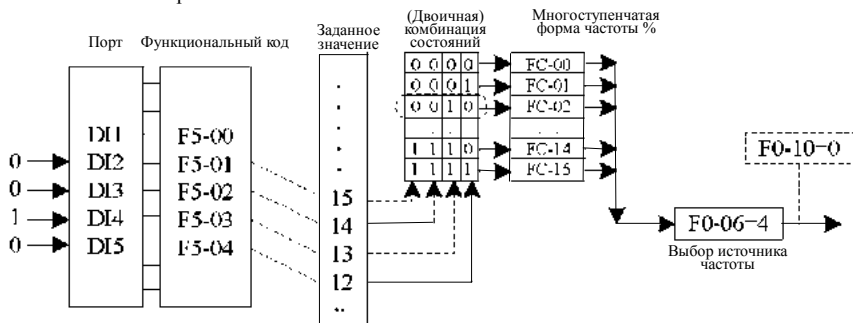 Порт
Функциональный код
Заданное значение
(Двоичная) комбинация состояний
Многоступенчатая форма частоты %
DI1
DI2
DI3
DI4
DI5
0
0
1
0
F5-00
F5-01
F5-02
F5-03
F5-04
.
.
.
.
.
15
14
13
12
..
0 0 0 0
0 0 0 1
0 0 1 0
. . . .
1 1 1 0
1 1 1 1
FC-00
FC-01
FC-02
...
FC-14
FC-15
F0-10=0
F0-06=4
Выбор источника
частоты